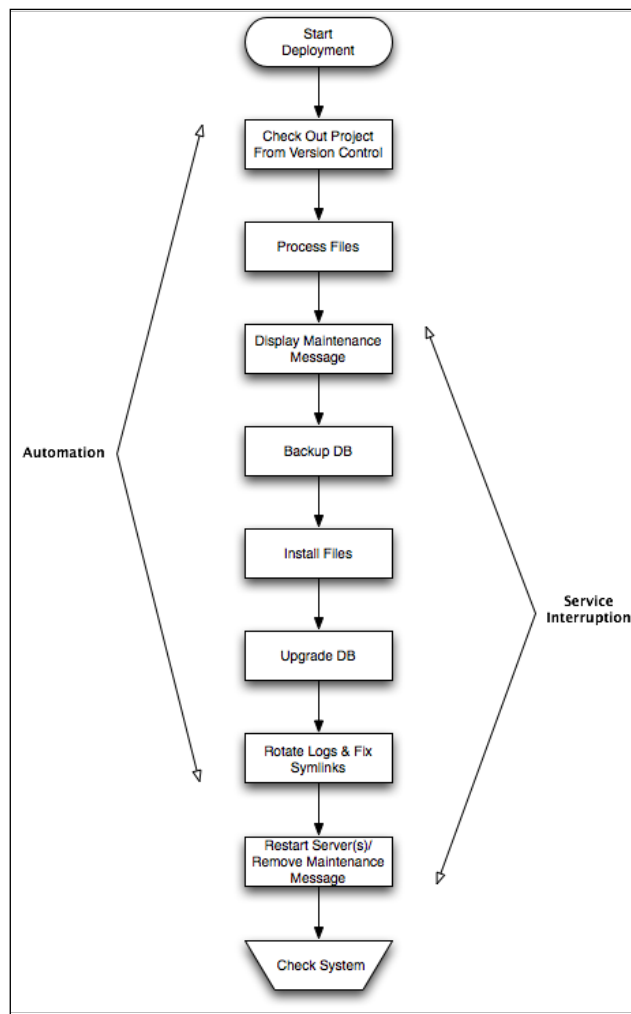 Start
Deployment
Check Out Project
From Version Control
Process Files
Display Maintenance
Message
Backup DB
Automation
Install Files
Service
Interruption
Upgrade DB
Rotate Logs & Fix
Symlinks
Restart Server(s)/
Remove Maintenance
Message
Check System